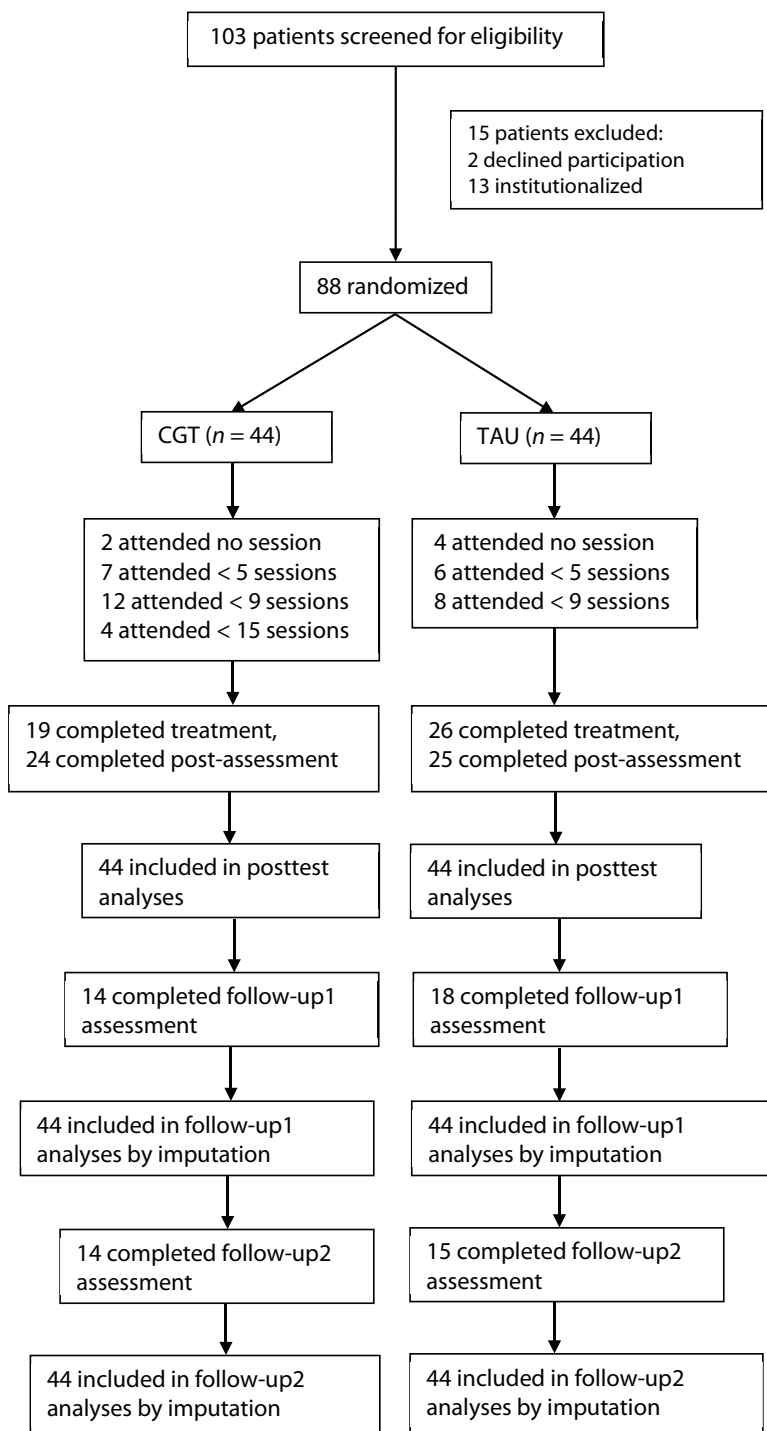 103 patients screened for eligibility
15 patients excluded:
2 declined participation
13 institutionalized
88 randomized
CGT (n = 44)
TAU (n = 44)
2 attended no session
7 attended < 5 sessions
12 attended < 9 sessions
4 attended < 15 sessions
4 attended no session
6 attended < 5 sessions
8 attended < 9 sessions
19 completed treatment,
24 completed post-assessment
26 completed treatment,
25 completed post-assessment
44 included in posttest
analyses
44 included in posttest
analyses
14 completed follow-up1
assessment
18 completed follow-up1
assessment
44 included in follow-up1
analyses by imputation
44 included in follow-up1
analyses by imputation
14 completed follow-up2
assessment
15 completed follow-up2
assessment
44 included in follow-up2
analyses by imputation
44 included in follow-up2
analyses by imputation